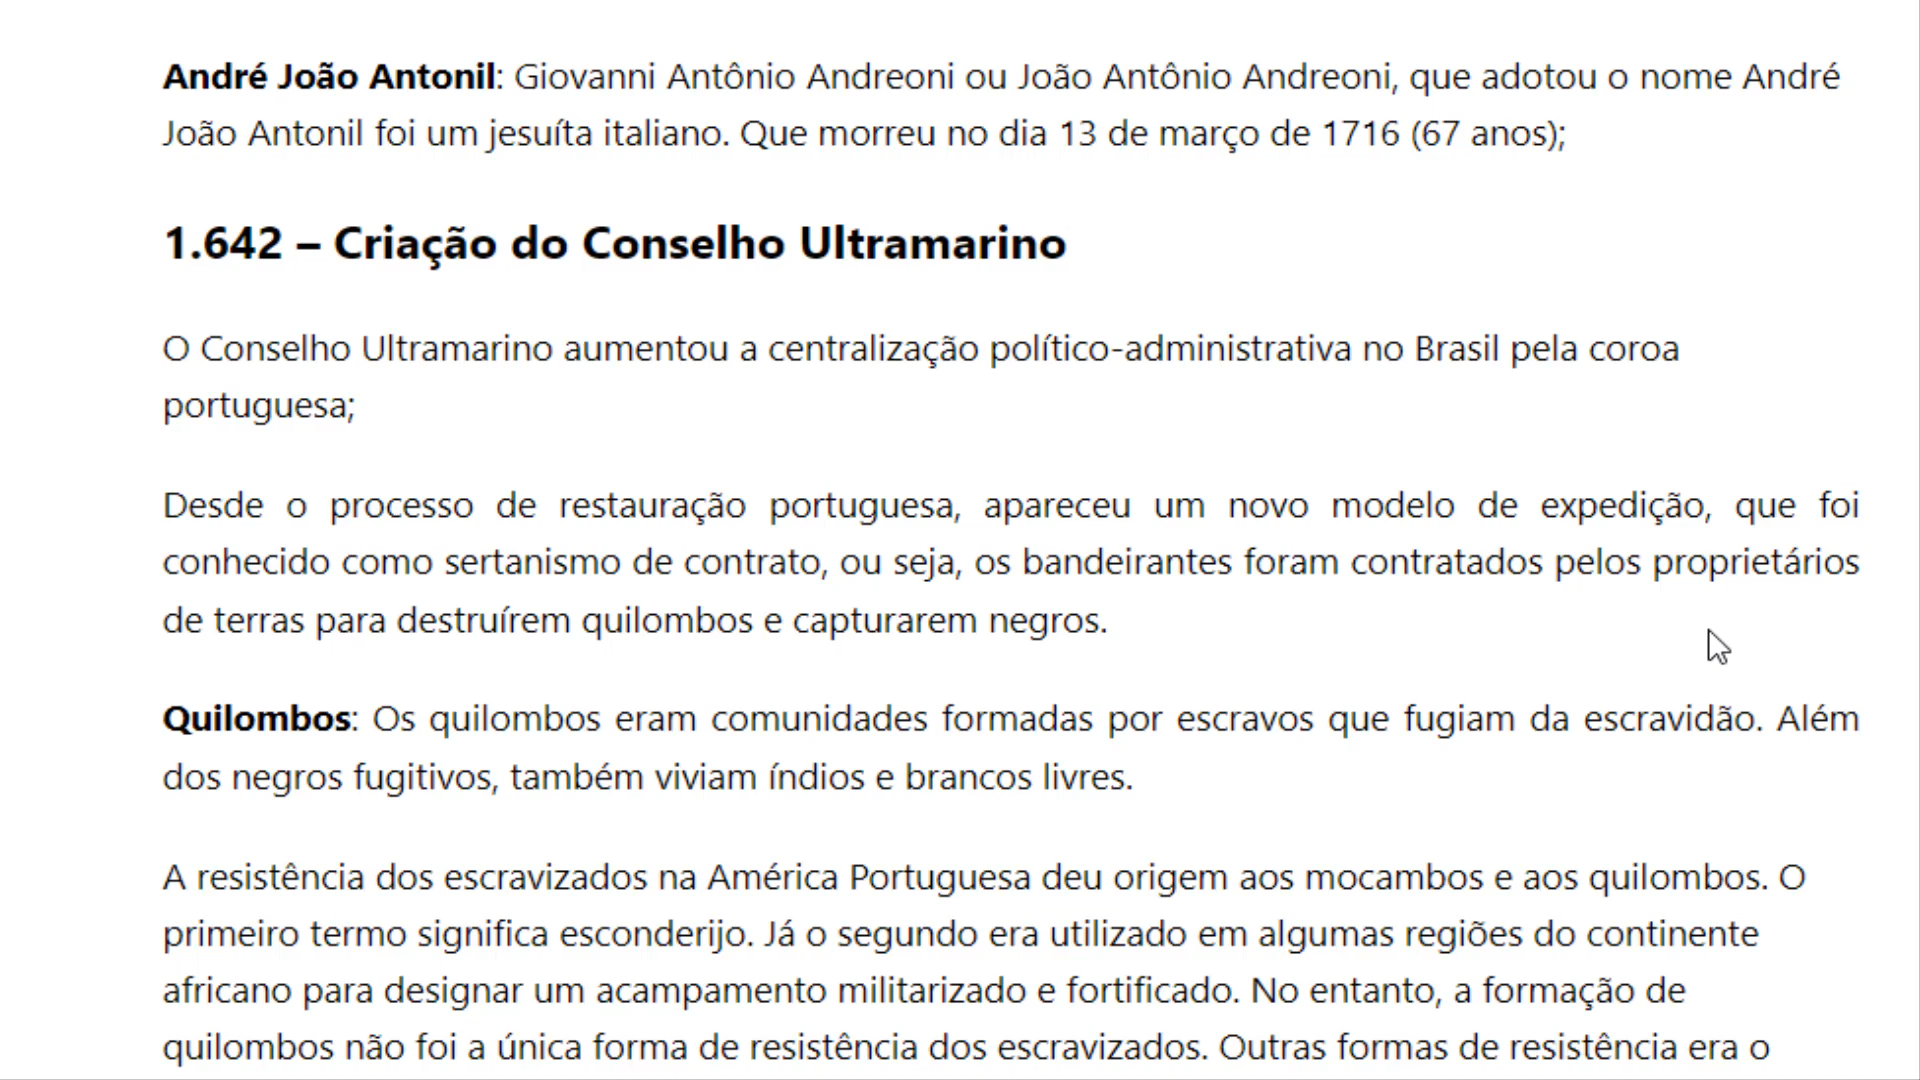 André João Antonil: Giovanni Antônio Andreoni ou João Antônio Andreoni, que adotou o nome André
João Antonil foi um jesuíta italiano. Que morreu no dia 13 de março de 1716 (67 anos);
1.642 – Criação do Conselho Ultramarino
O Conselho Ultramarino aumentou a centralização político-administrativa no Brasil pela coroa
portuguesa;
Desde o processo de restauração portuguesa, apareceu um novo modelo de expedição, que foi
conhecido como sertanismo de contrato, ou seja, os bandeirantes foram contratados pelos proprietários
de terras para destruírem quilombos e capturarem negros.
Quilombos: Os quilombos eram comunidades formadas por escravos que fugiam da escravidão. Além
dos negros fugitivos, também viviam índios e brancos livres.
A resistência dos escravizados na América Portuguesa deu origem aos mocambos e aos quilombos. O
primeiro termo significa esconderijo. Já o segundo era utilizado em algumas regiões do continente
africano para designar um acampamento militarizado e fortificado. No entanto, a formação de
quilombos não foi a única forma de resistência dos escravizados. Outras formas de resistência era o